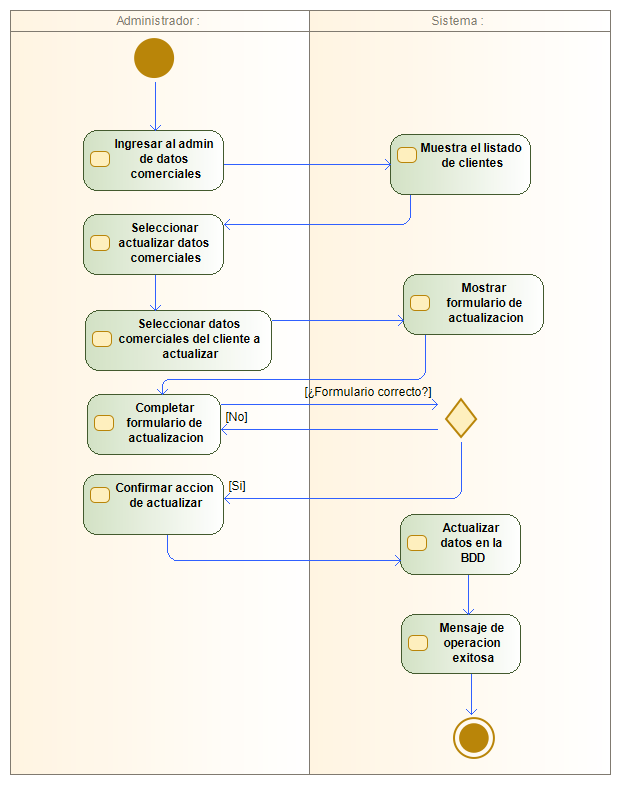 Administrador :
Sistema :
Ingresar al admin
de datos
comerciales
Muestra el listado
de clientes
Seleccionar
actualizar datos
comerciales
Seleccionar datos
comerciales del cliente a
actualizar
Mostrar
formulario de
actualizacion
[¿Formulario correcto?]
Completar
formulario de
actualizacion
[No]
[Si]
Confirmar accion
de actualizar
Actualizar
datos en la
BDD
Mensaje de
operacion
exitosa